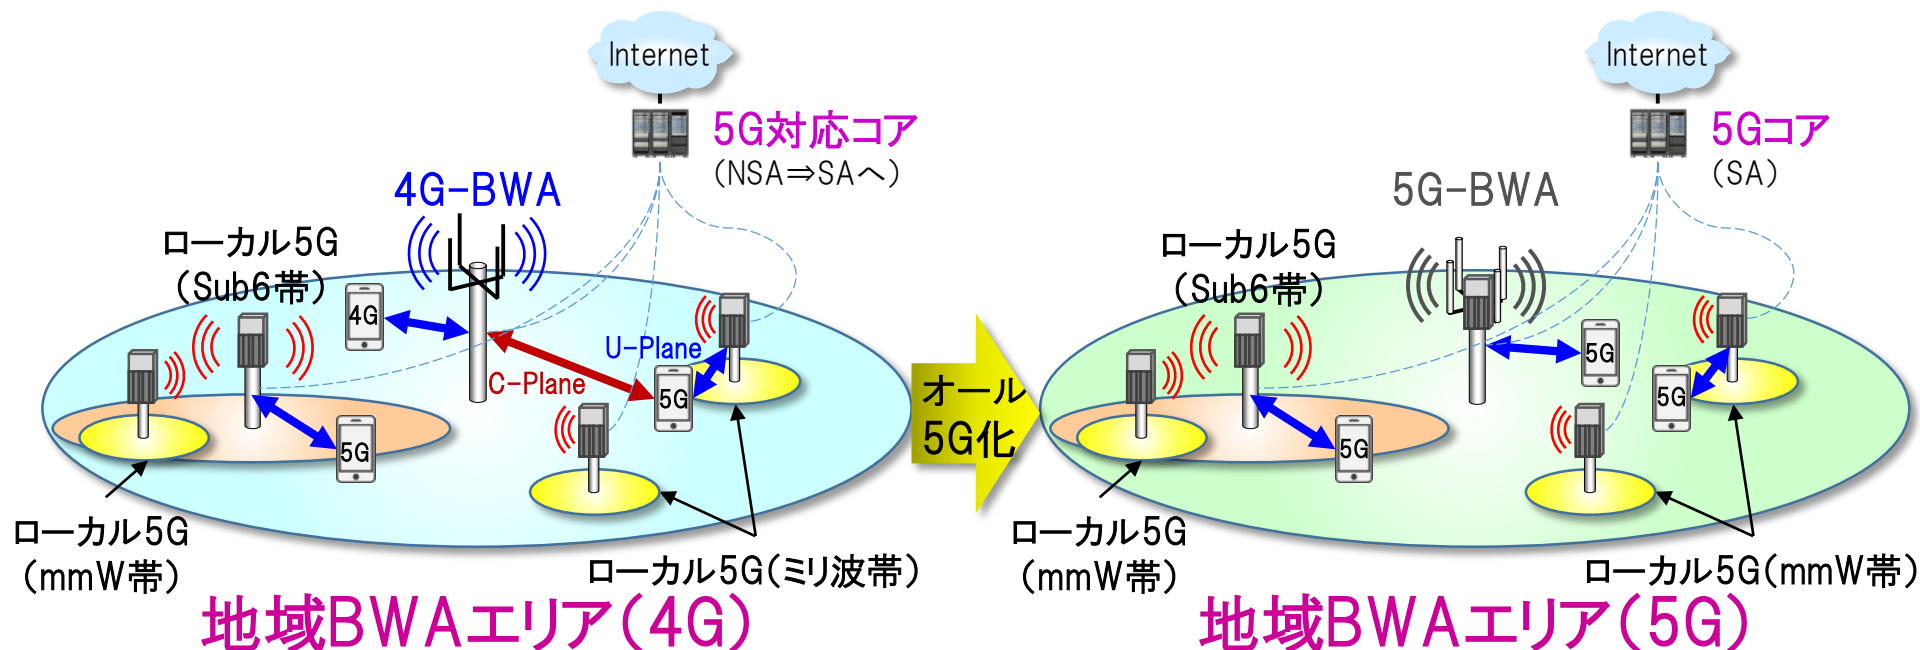 Internet
5G対応コア
(NSA⇒SAへ)
4G-BWA
ローカル5G
(Sub6帯)
4G
U-Plane
C-Plane
5G
5G
ローカル5G
(mmW帯)
ローカル5G(ミリ波帯)
地域BWAエリア(4G)
オール
5G化
Internet
5Gコア
(SA)
5G-BWA
ローカル5G
(Sub6帯)
5G
5G
5G
ローカル5G
(mmW帯)
ローカル5G(mmW帯)
地域BWAエリア(5G)